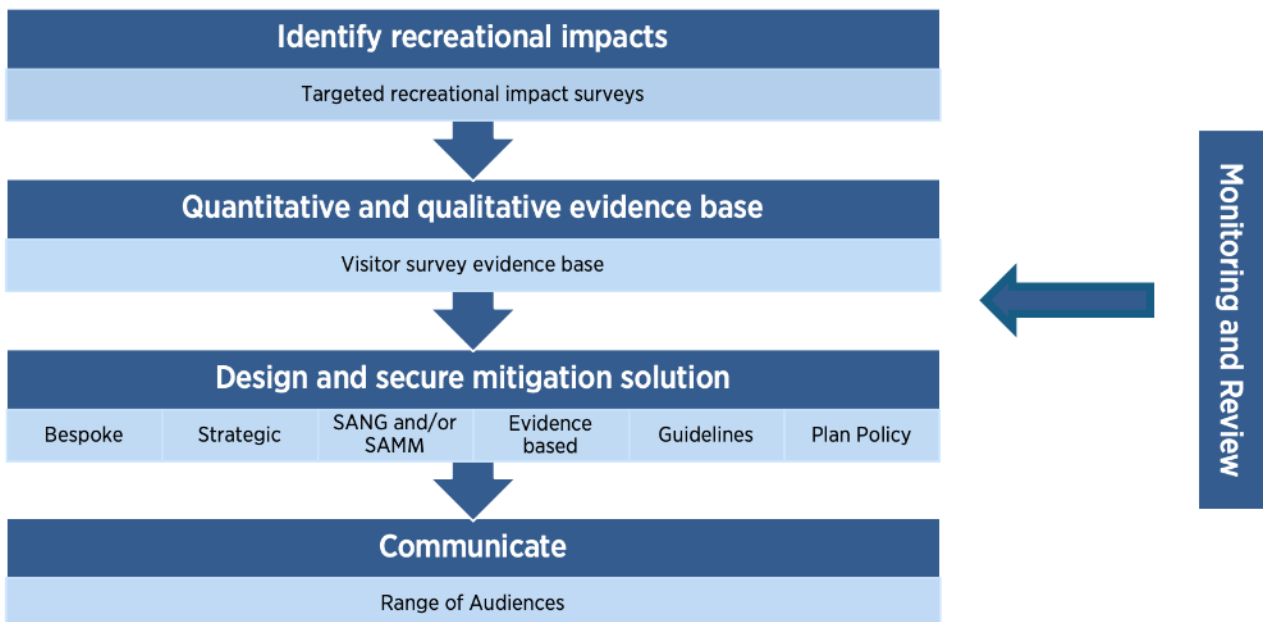 Identify recreational impacts
Targeted recreational impact surveys
Quantitative and qualitative evidence base
Visitor survey evidence base
Design and secure mitigation solution
Bespoke
Strategic
SANG and/or
SAMM
Evidence
based
Guidelines
Plan Policy
Communicate
Range of Audiences
Monitoring and Review